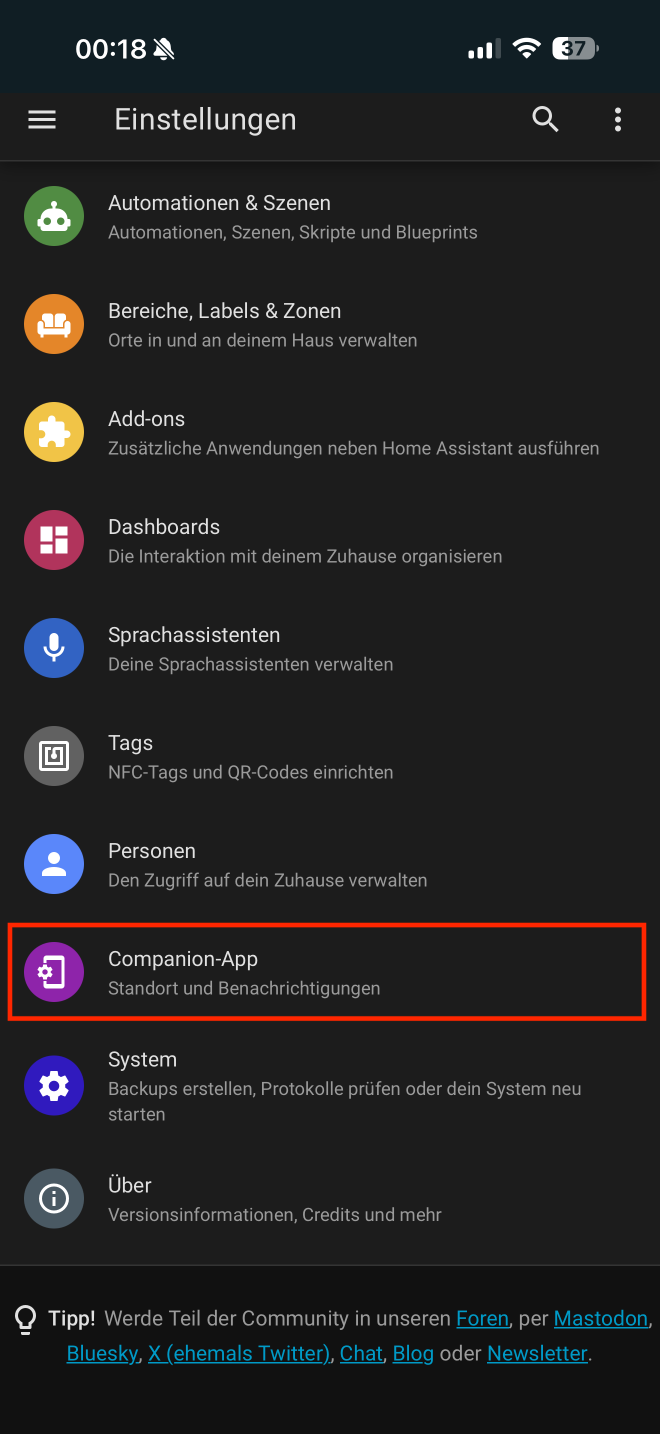 00:18
37
Einstellungen
Automationen & Szenen
Automationen, Szenen, Skripte und Blueprints
Bereiche, Labels & Zonen
Orte in und an deinem Haus verwalten
Add-ons
Zusätzliche Anwendungen neben Home Assistant ausführen
Dashboards
Die Interaktion mit deinem Zuhause organisieren
Sprachassistenten
Deine Sprachassistenten verwalten
Tags
NFC-Tags und QR-Codes einrichten
Personen
Den Zugriff auf dein Zuhause verwalten
Companion-App
Standort und Benachrichtigungen
System
Backups erstellen, Protokolle prüfen oder dein System neu
starten
Über
Versionsinformationen, Credits und mehr
Tipp! Werde Teil der Community in unseren Foren, per Mastodon,
Bluesky, X (ehemals Twitter), Chat, Blog oder Newsletter.